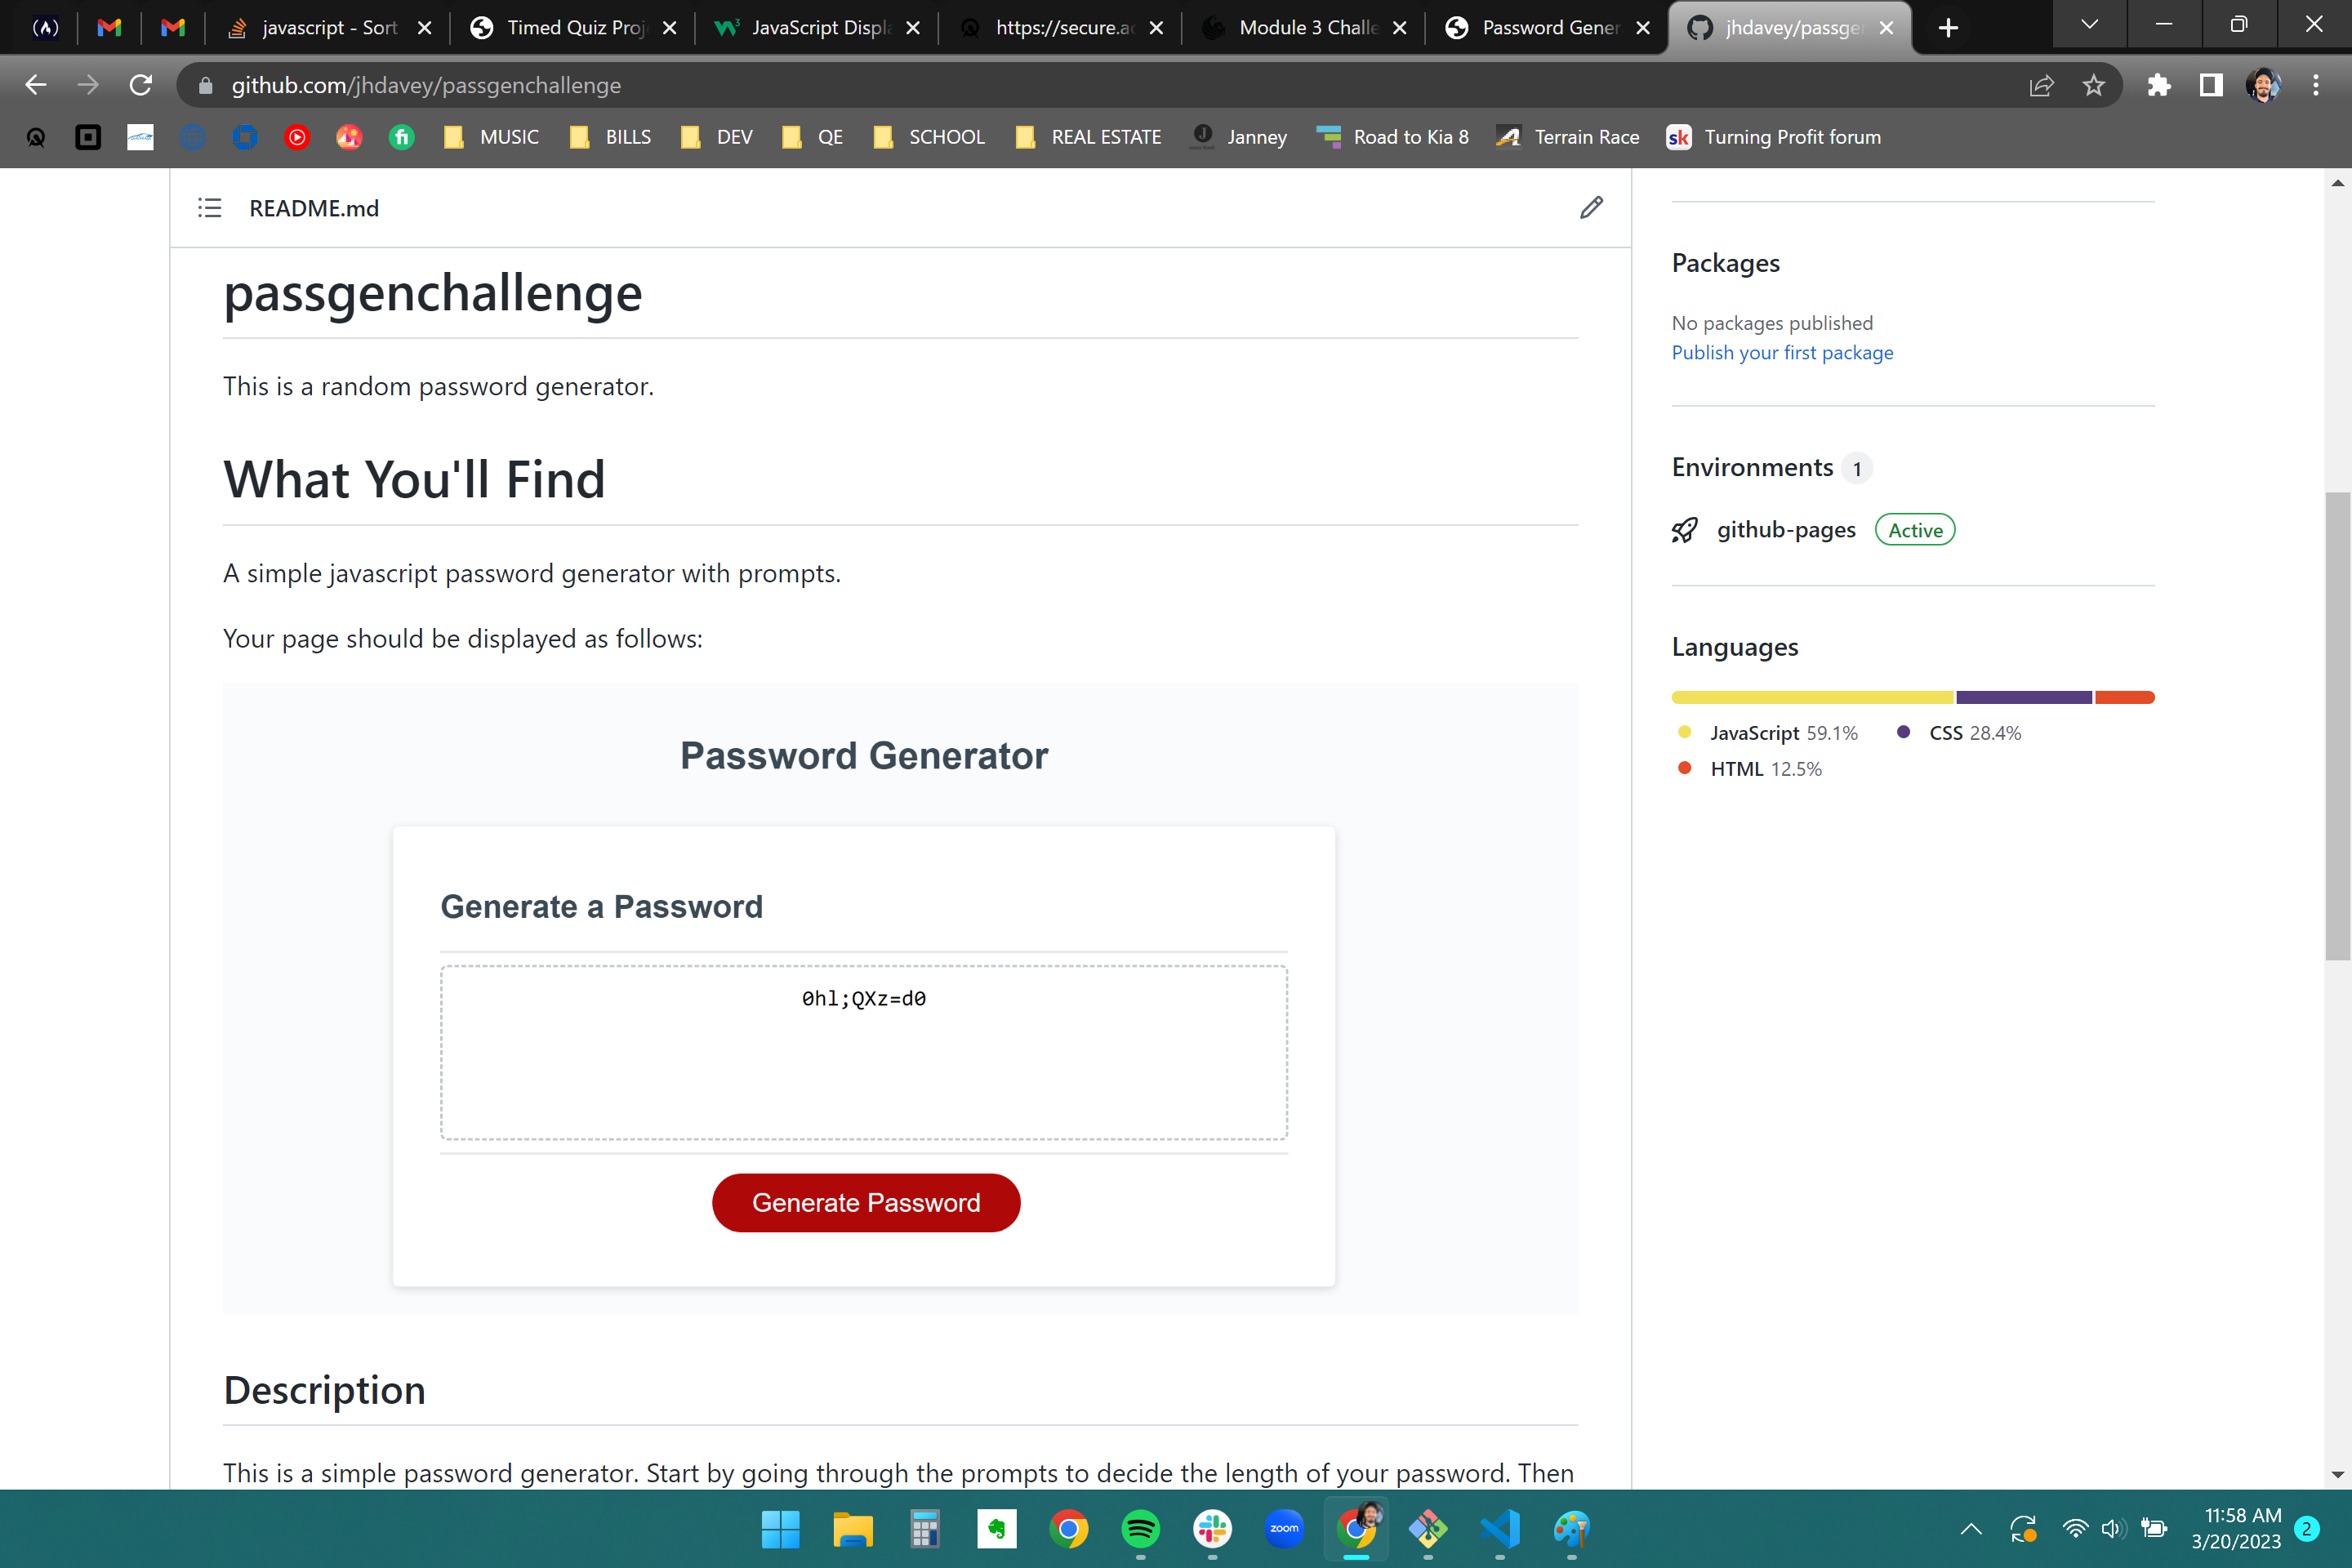 javascript - Sort
Timed Quiz Proj
JavaScript Displa
https://secure.ac
Module 3 Challe
Password Gener
jhdavey/passger
github.com/jhdavey/passgenchallenge
MUSIC
BILLS
DEV
QE
SCHOOL
REAL ESTATE
Janney
Road to Kia 8
Terrain Race
sk
Turning Profit forum
README.md
passgenchallenge
This is a random password generator.
What You'll Find
A simple javascript password generator with prompts.
Your page should be displayed as follows:
Password Generator
Generate a Password
0hl;QXz=d0
Generate Password
Description
This is a simple password generator. Start by going through the prompts to decide the length of your password. Then
Packages
No packages published
Publish your first package
Environments 1
github-pages Active
Languages
JavaScript 59.1% CSS 28.4%
HTML 12.5%
zoom
11:58 AM
3/20/2023
2